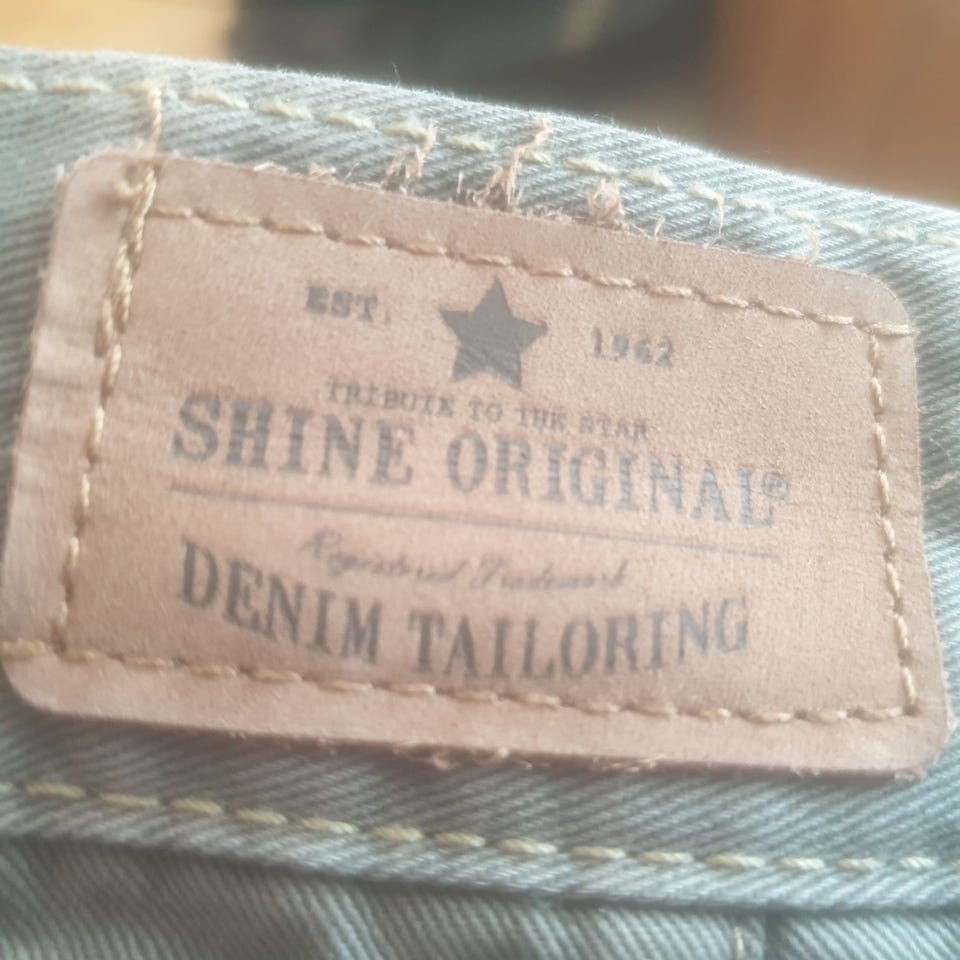 EST. 1962
TRIBUTE TO THE STAR
SHINE ORIGINAL®
Registered Trademark
DENIM TAILORING